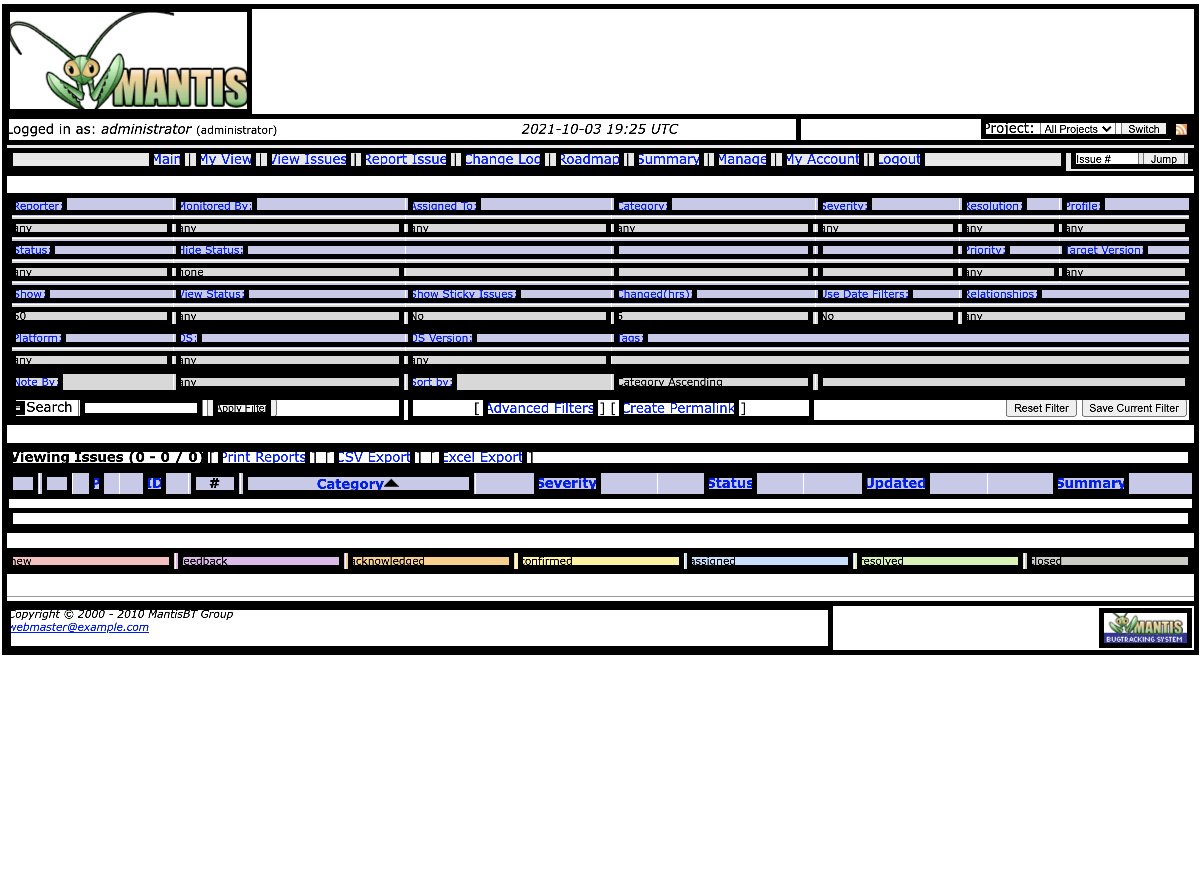 MANTIS
Logged in as: administrator (administrator) 2021-10-03 19:25 UTC Project: All Projects Switch
Main | My View | View Issues | Report Issue | Change Log | Roadmap | Summary | Manage | My Account | Logout Issue # Jump
Reporter: Monitored By: Assigned To: Category: Severity: Resolution: Profile:
any any any any any any any
Status: Hide Status: Priority: Target Version:
any none any any
Show: View Status: Show Sticky Issues: Changed(hrs): Use Date Filters: Relationships:
50 any No 6 No any
Platform: OS: OS Version: Tags:
any any any
Note By: any Sort by: Category Ascending
Search Apply Filter [ Advanced Filters ] [ Create Permalink ] Reset Filter Save Current Filter
Viewing Issues (0 - 0 / 0) [ Print Reports ] [ CSV Export ] [ Excel Export ]
P ID # Category Severity Status Updated Summary
new feedback acknowledged confirmed assigned resolved closed
Copyright © 2000 - 2010 MantisBT Group
webmaster@example.com
MANTIS
BUGTRACKING SYSTEM